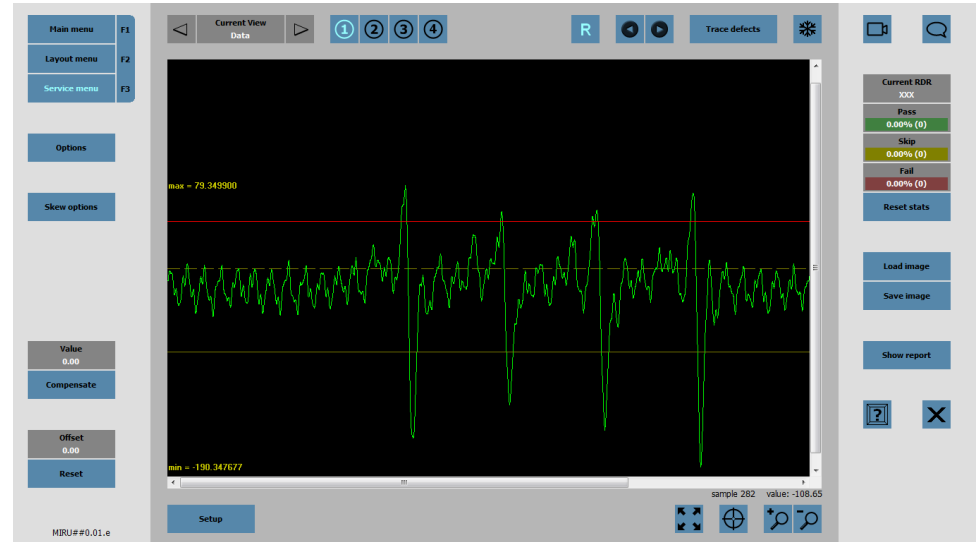 Main menu F1
Layout menu F2
Service menu F3
Options
Skew options
Value
0.00
Compensate
Offset
0.00
Reset
MIRU##0.01.e
Current View
Data
1 2 3 4
R
Trace defects
max = 79.349900
min = -190.347677
sample 282 value: -108.65
Setup
Current RDR
XXX
Pass
0.00% (0)
Skip
0.00% (0)
Fail
0.00% (0)
Reset stats
Load image
Save image
Show report
?
X